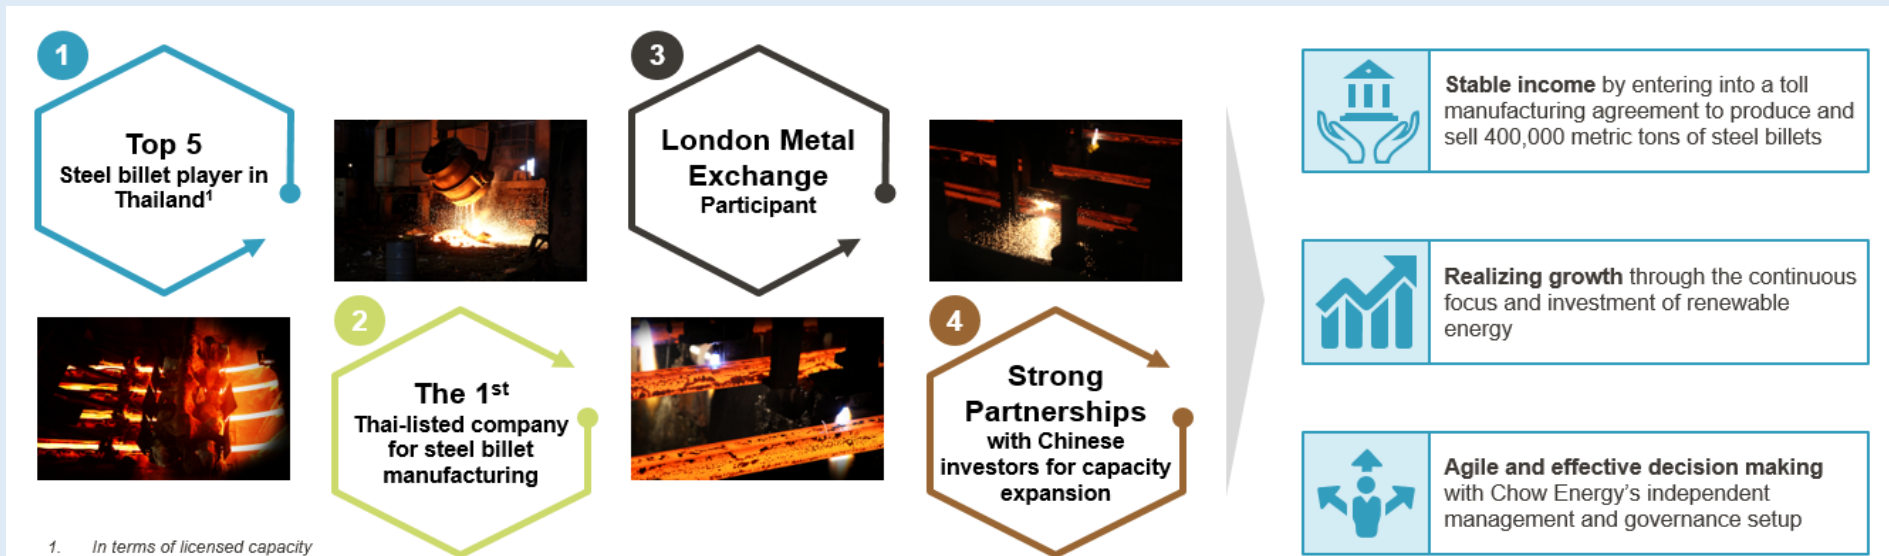 1
Top 5
Steel billet player in
Thailand¹
2
The 1st
Thai-listed company
for steel billet
manufacturing
3
London Metal
Exchange
Participant
4
Strong
Partnerships
with Chinese
investors for capacity
expansion
Stable income by entering into a toll
manufacturing agreement to produce and
sell 400,000 metric tons of steel billets
Realizing growth through the continuous
focus and investment of renewable
energy
Agile and effective decision making
with Chow Energy’s independent
management and governance setup
1. In terms of licensed capacity